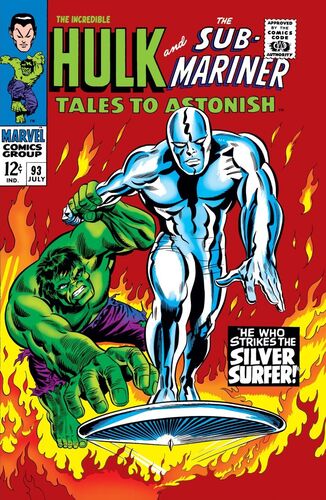 THE INCREDIBLE
HULK
and
THE
SUB-
MARINER
TALES TO ASTONISH
APPROVED
BY THE
COMICS
CODE
AUTHORITY
MARVEL
COMICS
GROUP
12¢
IND.
93
JULY
"HE WHO
STRIKES THE
SILVER
SURFER!"